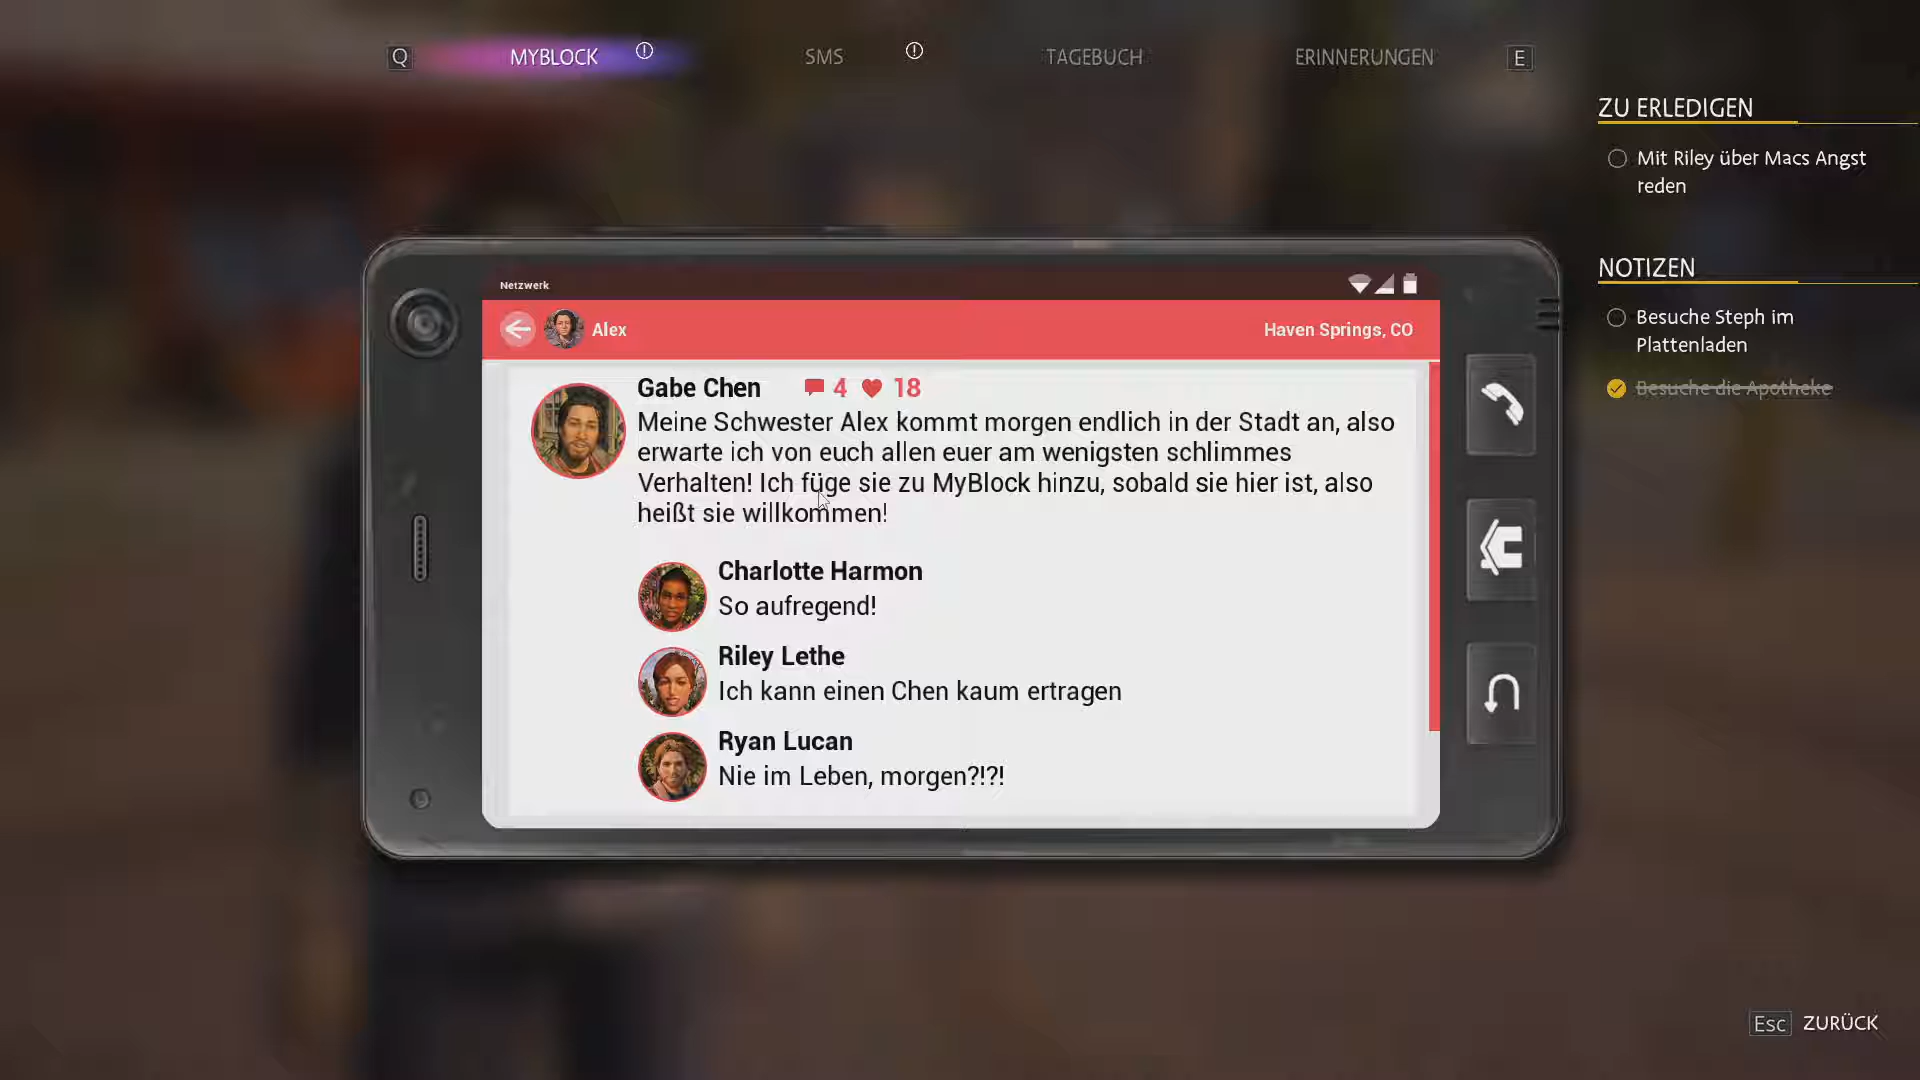 Q
MYBLOCK
SMS
TAGEBUCH
ERINNERUNGEN
E
ZU ERLEDIGEN
Mit Riley über Macs Angst
reden
NOTIZEN
Besuche Steph im
Plattenladen
Besuche die Apotheke
Netzwerk
Alex
Haven Springs, CO
Gabe Chen 4 18
Meine Schwester Alex kommt morgen endlich in der Stadt an, also
erwarte ich von euch allen euer am wenigsten schlimmes
Verhalten! Ich füge sie zu MyBlock hinzu, sobald sie hier ist, also
heißt sie willkommen!
Charlotte Harmon
So aufregend!
Riley Lethe
Ich kann einen Chen kaum ertragen
Ryan Lucan
Nie im Leben, morgen?!?!
Esc ZURÜCK